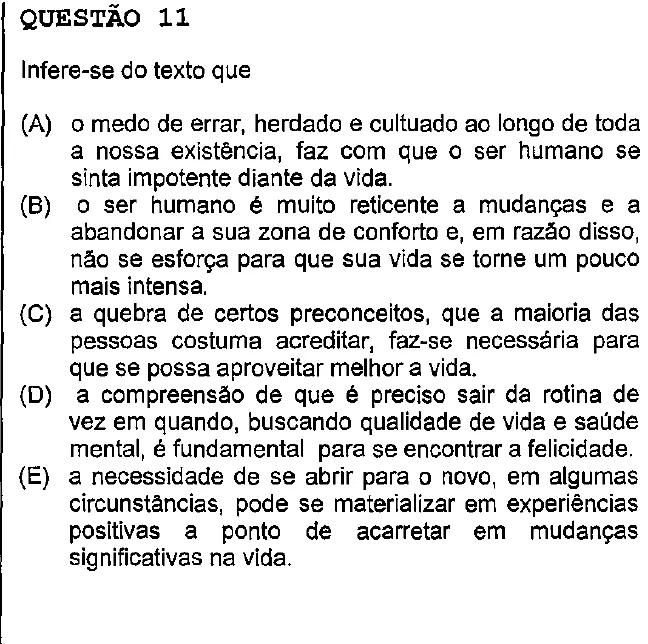 QUESTÃO 11
Infere-se do texto que
(A) o medo de errar, herdado e cultuado ao longo de toda
a nossa existência, faz com que o ser humano se
sinta impotente diante da vida.
(B) o ser humano é muito reticente a mudanças e a
abandonar a sua zona de conforto e, em razão disso,
não se esforça para que sua vida se torne um pouco
mais intensa.
(C) a quebra de certos preconceitos, que a maioria das
pessoas costuma acreditar, faz-se necessária para
que se possa aproveitar melhor a vida.
(D) a compreensão de que é preciso sair da rotina de
vez em quando, buscando qualidade de vida e saúde
mental, é fundamental para se encontrar a felicidade.
(E) a necessidade de se abrir para o novo, em algumas
circunstâncias, pode se materializar em experiências
positivas a ponto de acarretar em mudanças
significativas na vida.